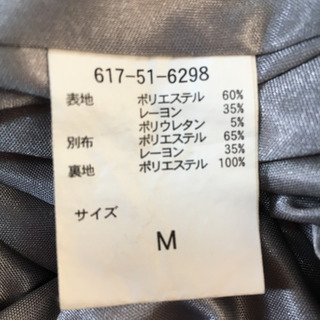 617-51-6298
表地 ポリエステル 60%
レーヨン 35%
ポリウレタン 5%
別布 ポリエステル 65%
レーヨン 35%
裏地 ポリエステル 100%
サイズ
M